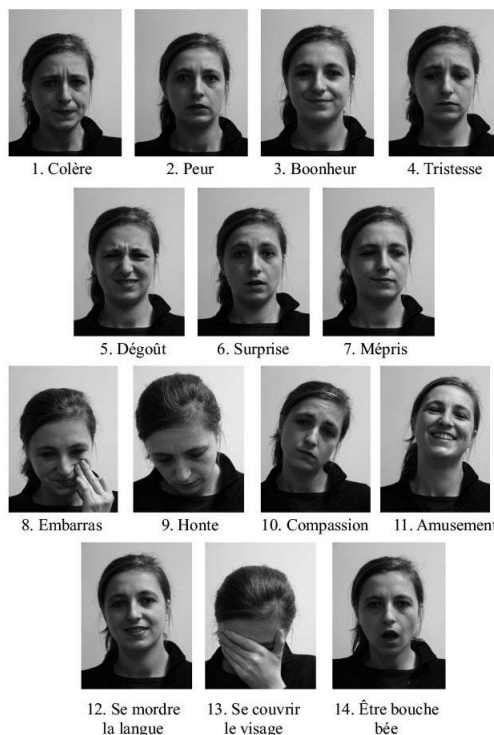 1. Colère
2. Peur
3. Boonheur
4. Tristesse
5. Dégoût
6. Surprise
7. Mépris
8. Embarras
9. Honte
10. Compassion
11. Amusement
12. Se mordre
la langue
13. Se couvrir
le visage
14. Être bouche
bée